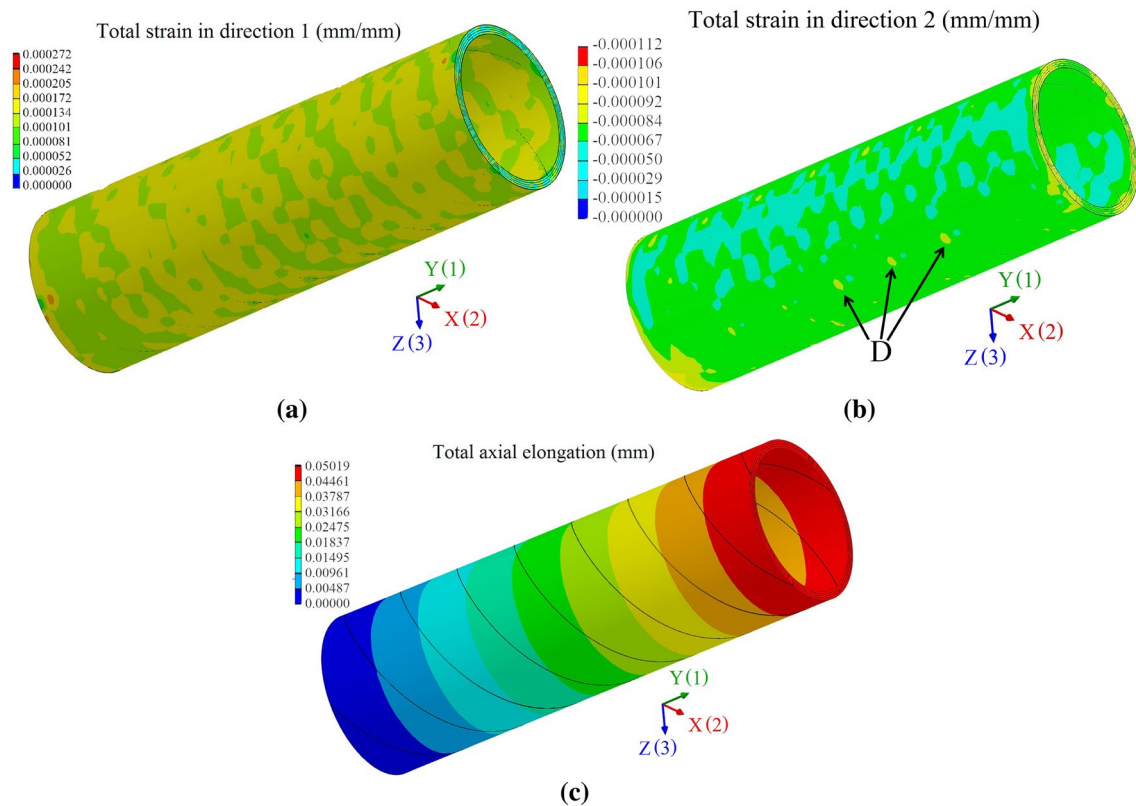 Total strain in direction 1 (mm/mm)
0.000272
0.000242
0.000205
0.000172
0.000134
0.000101
0.000081
0.000052
0.000026
0.000000
Y(1)
X(2)
Z(3)
(a)
Total strain in direction 2 (mm/mm)
-0.000112
-0.000106
-0.000101
-0.000092
-0.000084
-0.000067
-0.000050
-0.000029
-0.000015
-0.000000
D
Y(1)
X(2)
Z(3)
(b)
Total axial elongation (mm)
0.05019
0.04461
0.03787
0.03166
0.02475
0.01837
0.01495
0.00961
0.00487
0.00000
Y(1)
X(2)
Z(3)
(c)